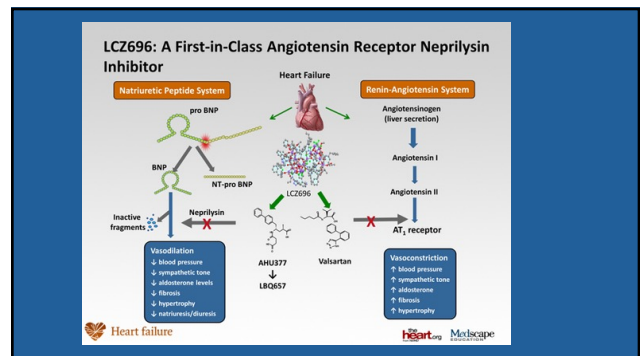 LCZ696: A First-in-Class Angiotensin Receptor Neprilysin
Inhibitor
Heart Failure
Natriuretic Peptide System
Renin-Angiotensin System
pro BNP
Angiotensinogen
(liver secretion)
BNP
NT-pro BNP
Angiotensin I
LCZ696
Angiotensin II
Inactive
fragments
Neprilysin
X
X
AT1 receptor
AHU377
↓
LBQ657
Valsartan
Vasodilation
↓ blood pressure
↓ sympathetic tone
↓ aldosterone levels
↓ fibrosis
↓ hypertrophy
↓ natriuresis/diuresis
Vasoconstriction
↑ blood pressure
↑ sympathetic tone
↑ aldosterone
↑ fibrosis
↑ hypertrophy
Heart failure
theheart.org
Medscape
EDUCATION